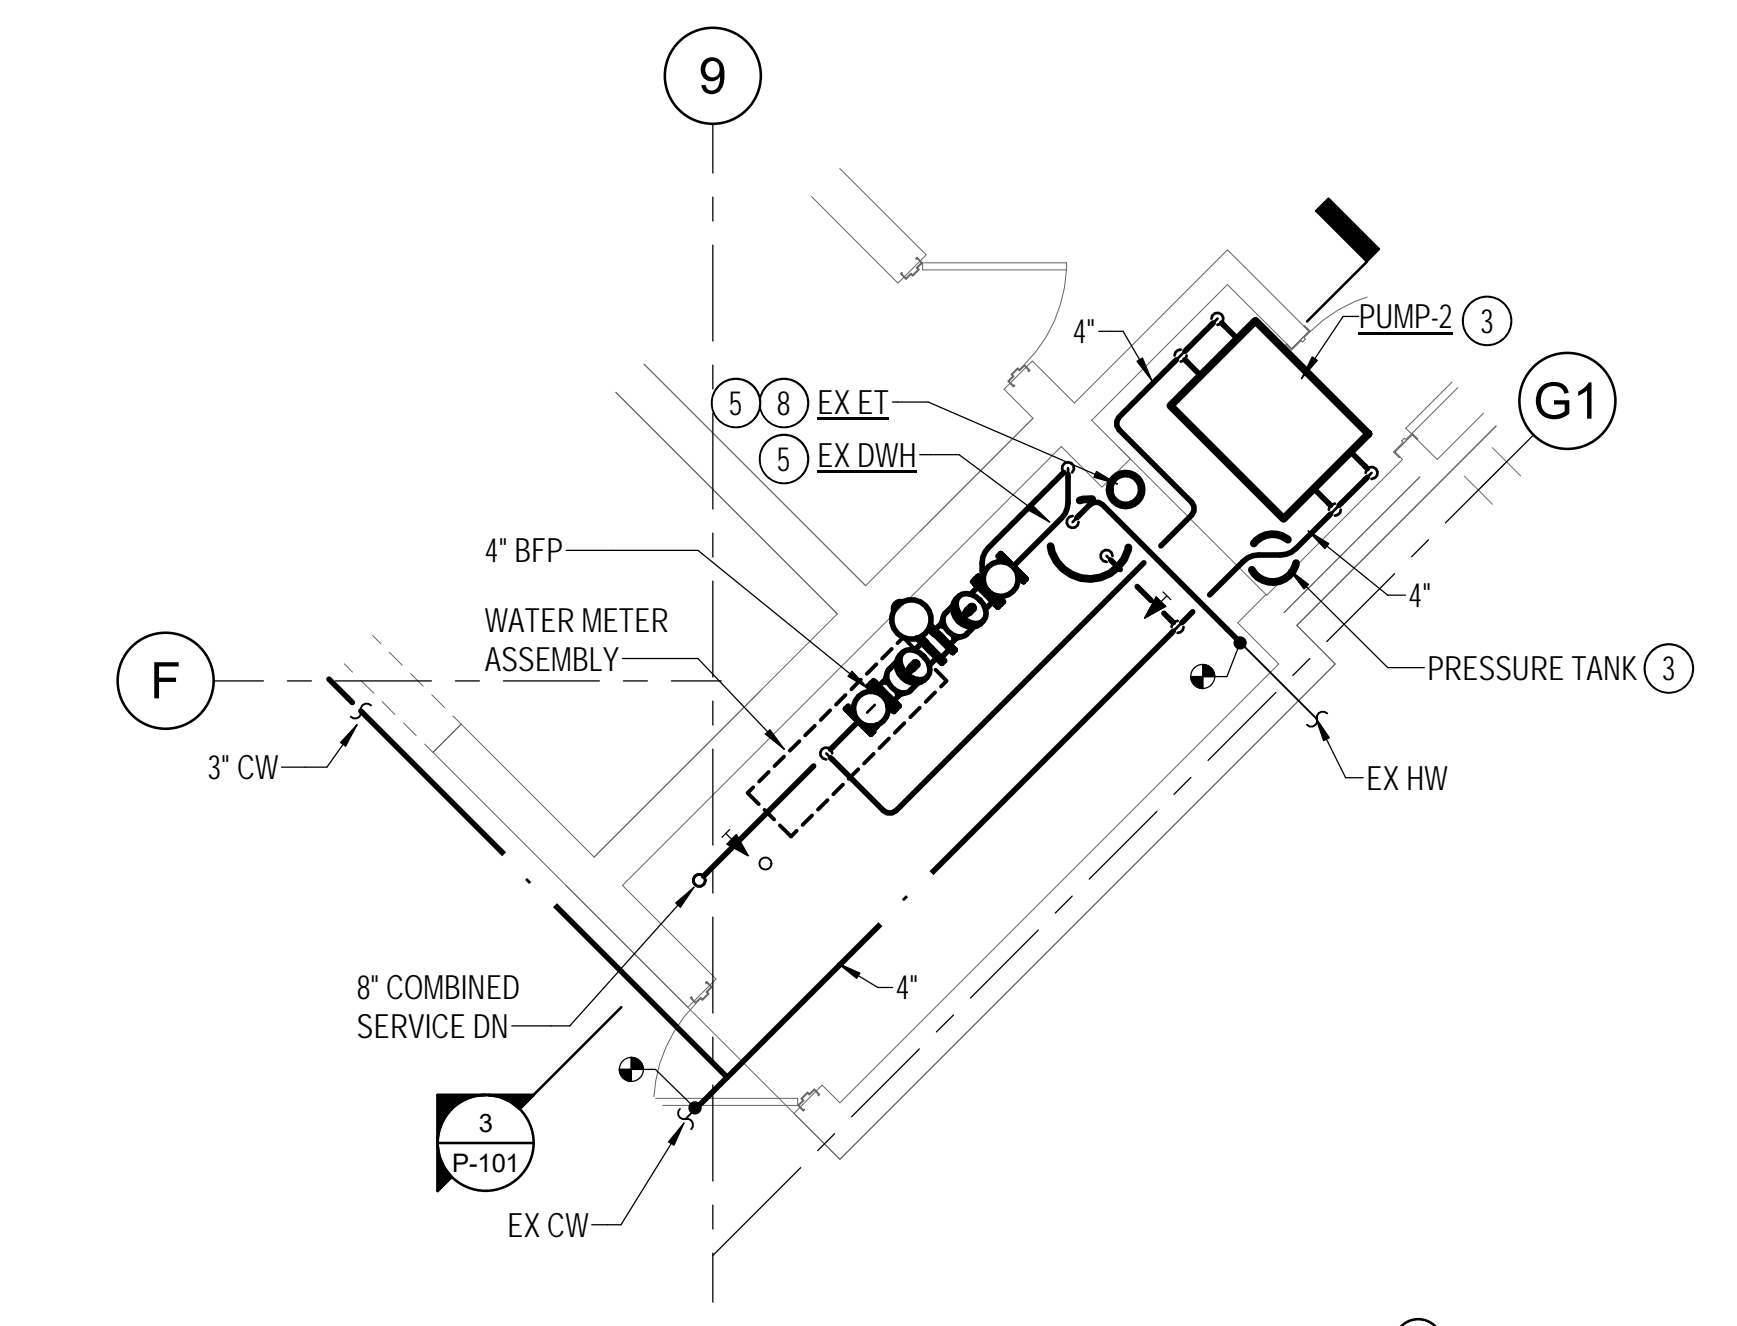 9
PUMP-2 3
4"
G1
5 8 EX ET
5 EX DWH
4" BFP
4"
WATER METER
ASSEMBLY
PRESSURE TANK 3
F
3" CW
EX HW
8" COMBINED
SERVICE DN
4"
3
P-101
EX CW